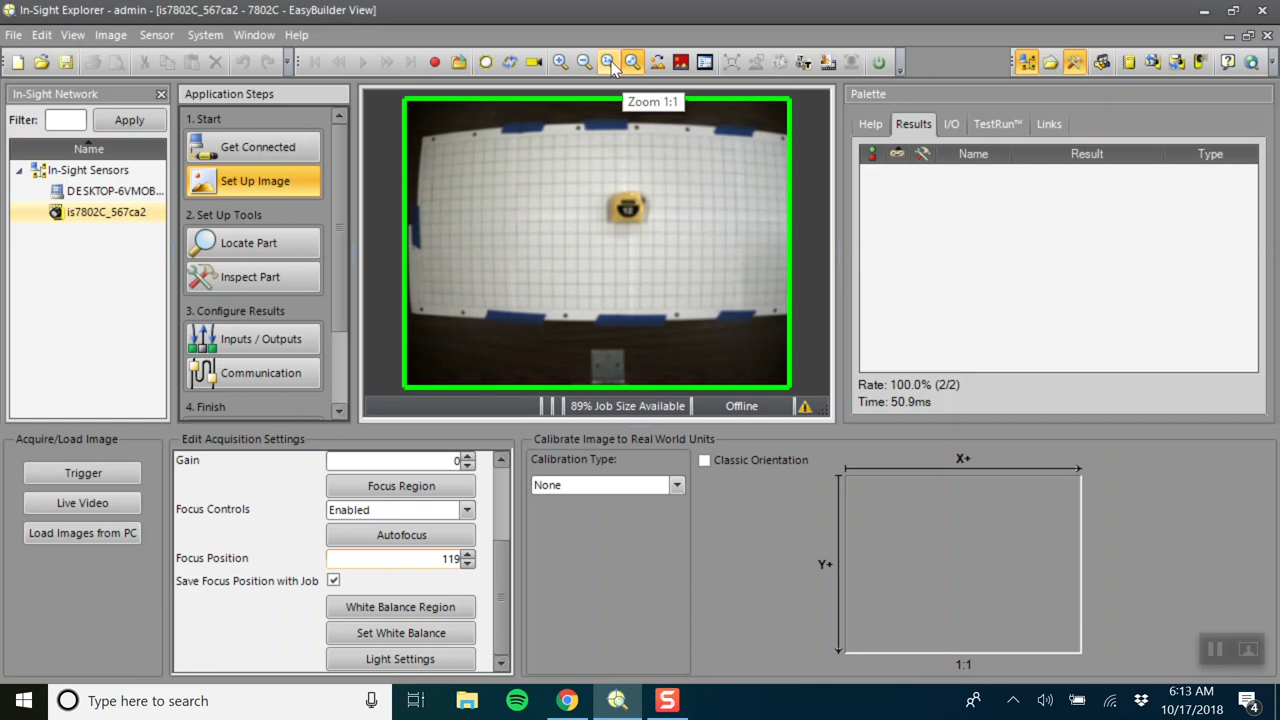 In-Sight Explorer - admin - [is7802C_567ca2 - 7802C - EasyBuilder View]
File Edit View Image Sensor System Window Help
Zoom 1:1
In-Sight Network
Filter:
Apply
Name
In-Sight Sensors
DESKTOP-6VMOB...
is7802C_567ca2
Application Steps
1. Start
Get Connected
Set Up Image
2. Set Up Tools
Locate Part
Inspect Part
3. Configure Results
Inputs / Outputs
Communication
4. Finish
12
89% Job Size Available
Offline
Palette
Help Results I/O TestRun™ Links
Name Result Type
Rate: 100.0% (2/2)
Time: 50.9ms
Acquire/Load Image
Trigger
Live Video
Load Images from PC
Edit Acquisition Settings
Gain 0
Focus Region
Focus Controls Enabled
Autofocus
Focus Position 119
Save Focus Position with Job
White Balance Region
Set White Balance
Light Settings
Calibrate Image to Real World Units
Calibration Type:
None
Classic Orientation
X+
Y+
1:1
Type here to search
S
6:13 AM
10/17/2018
4